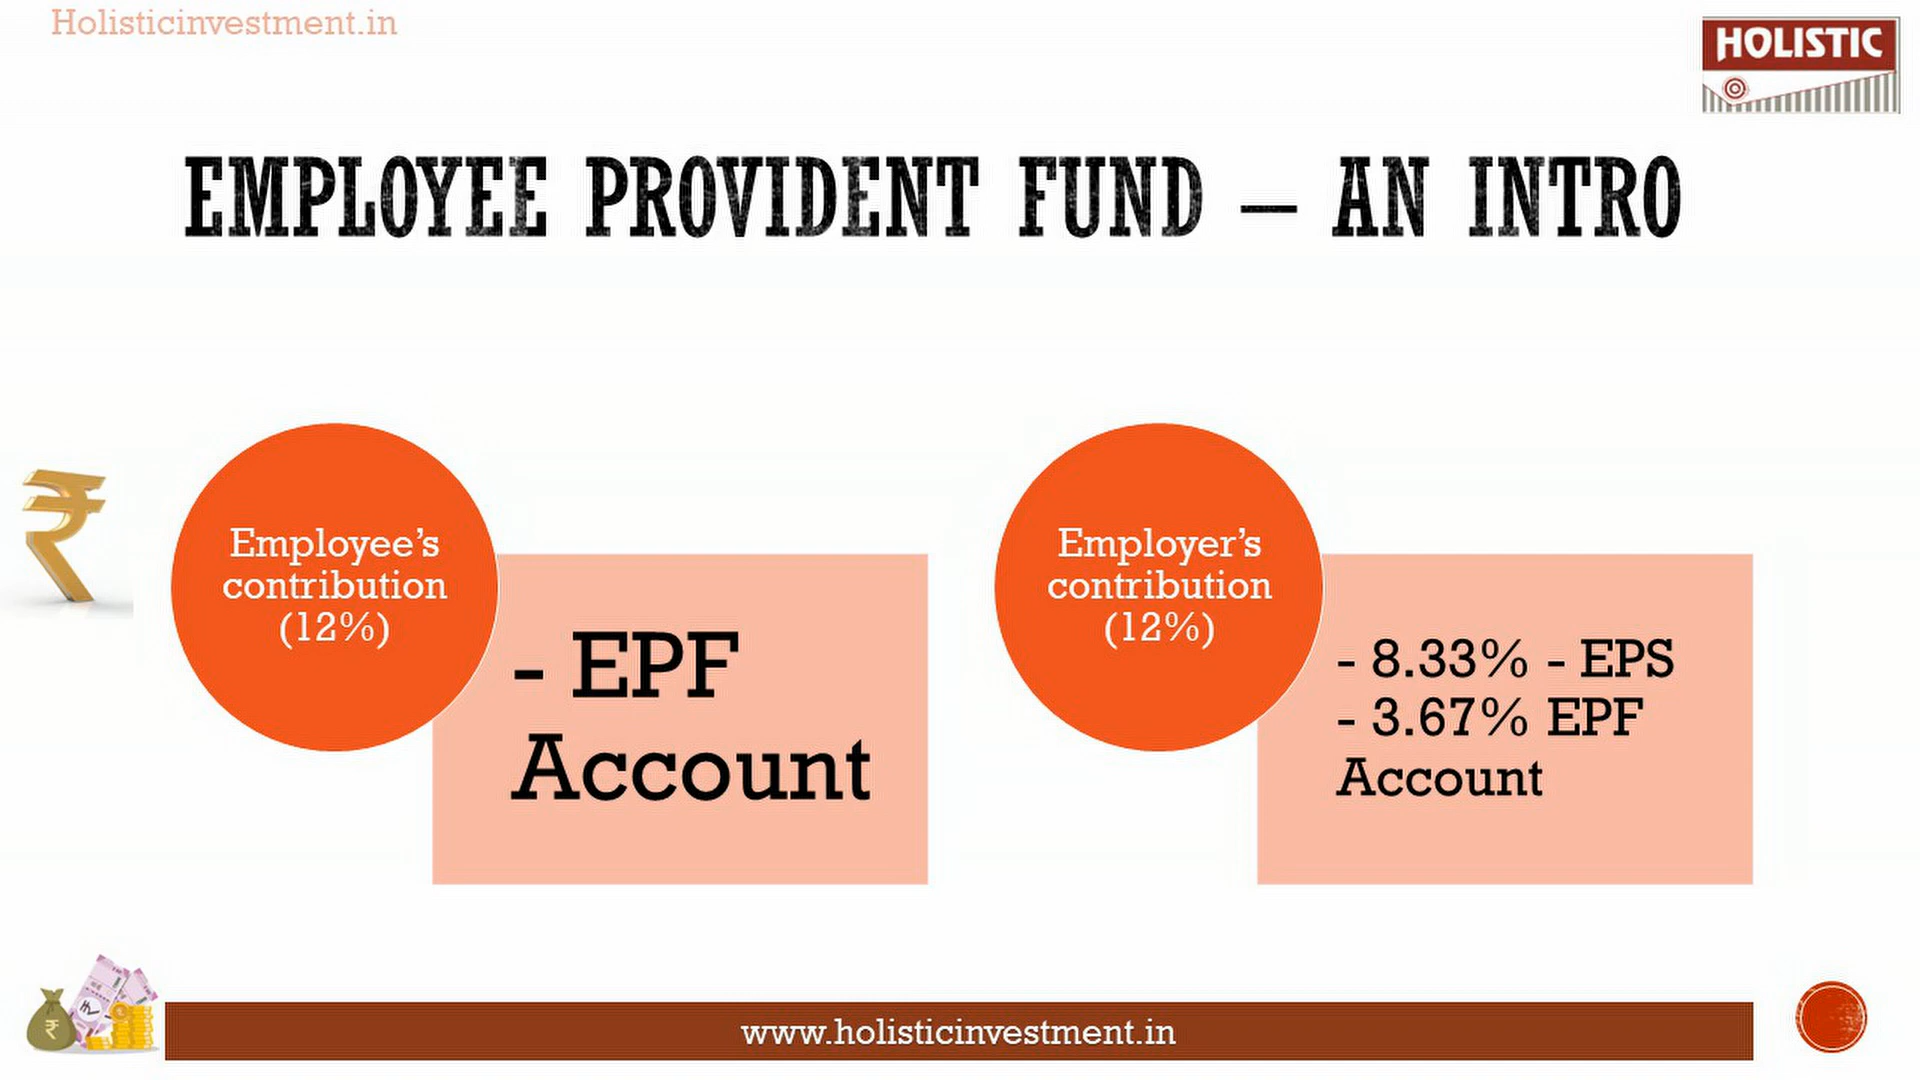 Holisticinvestment.in
HOLISTIC
EMPLOYEE PROVIDENT FUND – AN INTRO
Employee’s
contribution
(12%)
- EPF
Account
Employer’s
contribution
(12%)
- 8.33% - EPS
- 3.67% EPF
Account
www.holisticinvestment.in